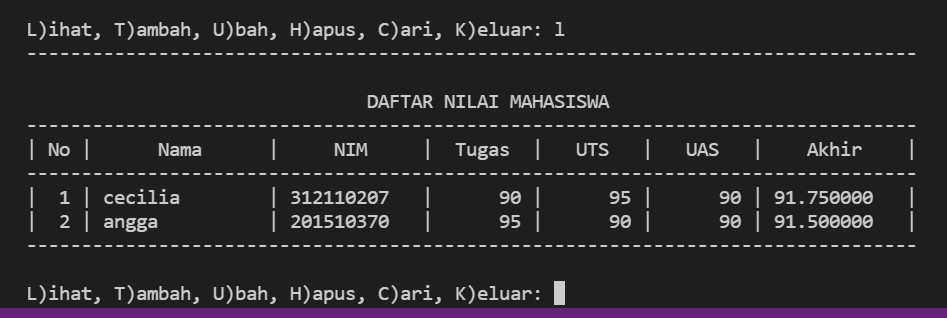 L)ihat, T)ambah, U)bah, H)apus, C)ari, K)eluar: l
---------------------------------------------------------------------------------
DAFTAR NILAI MAHASISWA
---------------------------------------------------------------------------------
| No |      Nama      |     NIM     |  Tugas  |   UTS   |   UAS   |    Akhir    |
---------------------------------------------------------------------------------
|  1 | cecilia        | 312110207   |      90 |      95 |      90 | 91.750000   |
|  2 | angga          | 201510370   |      95 |      90 |      90 | 91.500000   |
---------------------------------------------------------------------------------
L)ihat, T)ambah, U)bah, H)apus, C)ari, K)eluar: